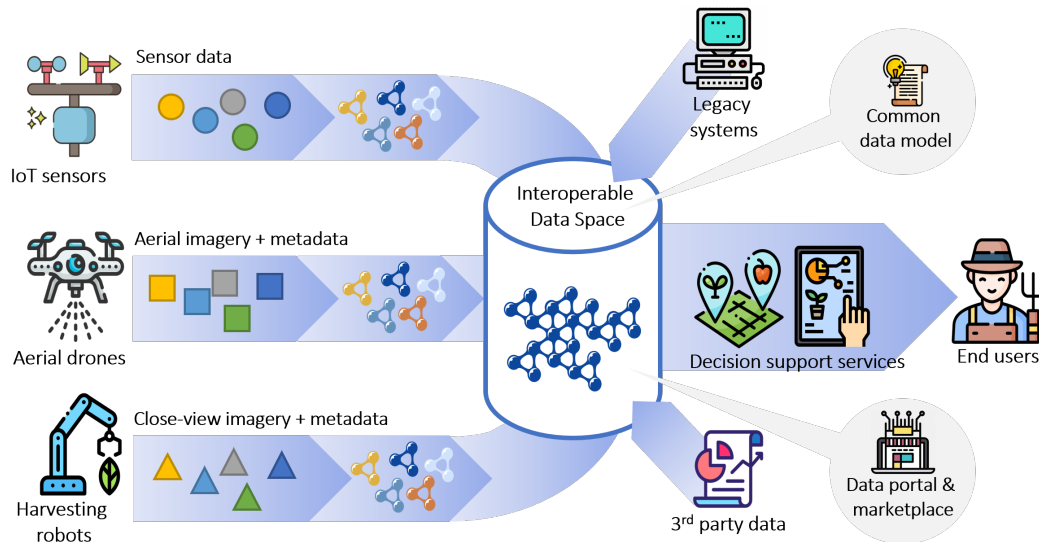 Sensor data
IoT sensors
Legacy
systems
Common
data model
Interoperable
Data Space
Aerial imagery + metadata
Aerial drones
Decision support services
End users
Close-view imagery + metadata
Harvesting
robots
3rd party data
Data portal &
marketplace